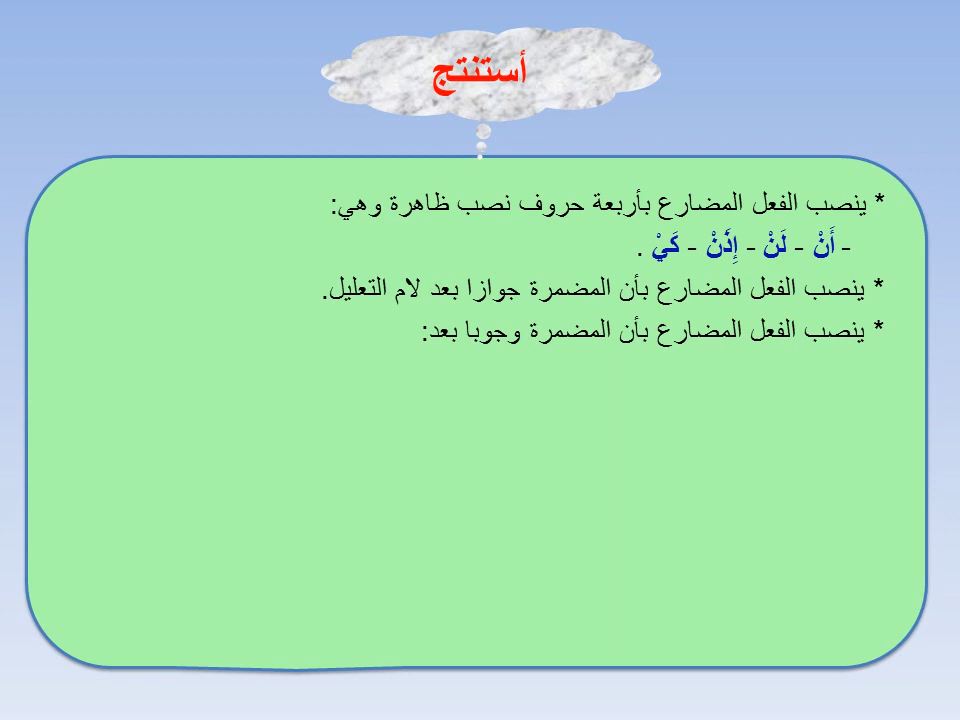 أستنتج
* ينصب الفعل المضارع بأربعة حروف نصب ظاهرة وهي:
- أَنْ - لَنْ - إِذَنْ - كَيْ .
* ينصب الفعل المضارع بأن المضمرة جوازا بعد لام التعليل.
* ينصب الفعل المضارع بأن المضمرة وجوبا بعد: